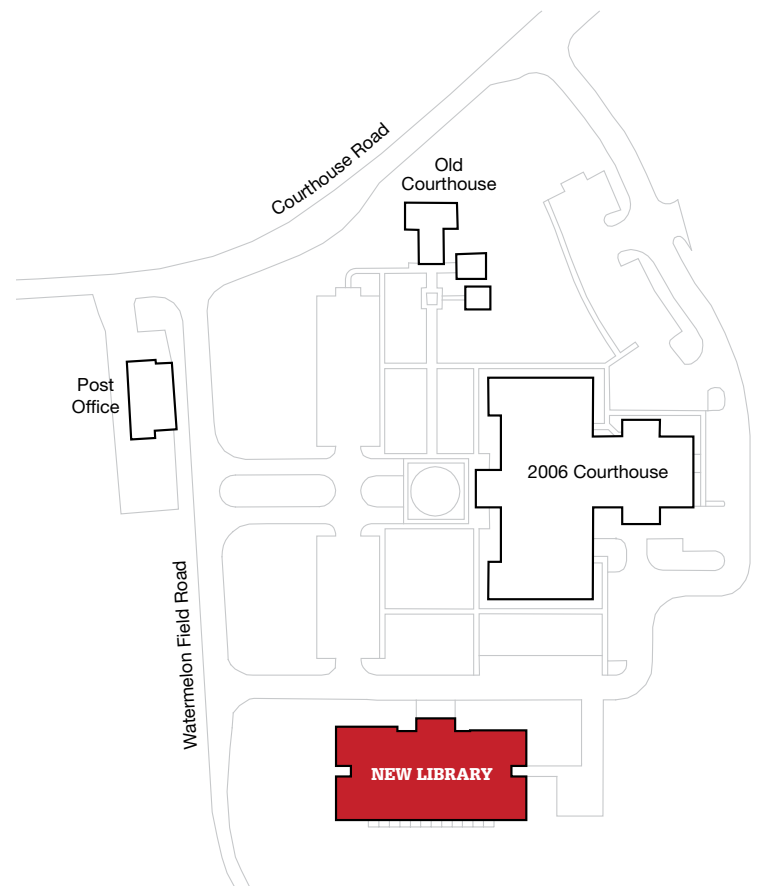 Courthouse Road
Old
Courthouse
Post
Office
2006 Courthouse
Watermelon Field Road
NEW LIBRARY